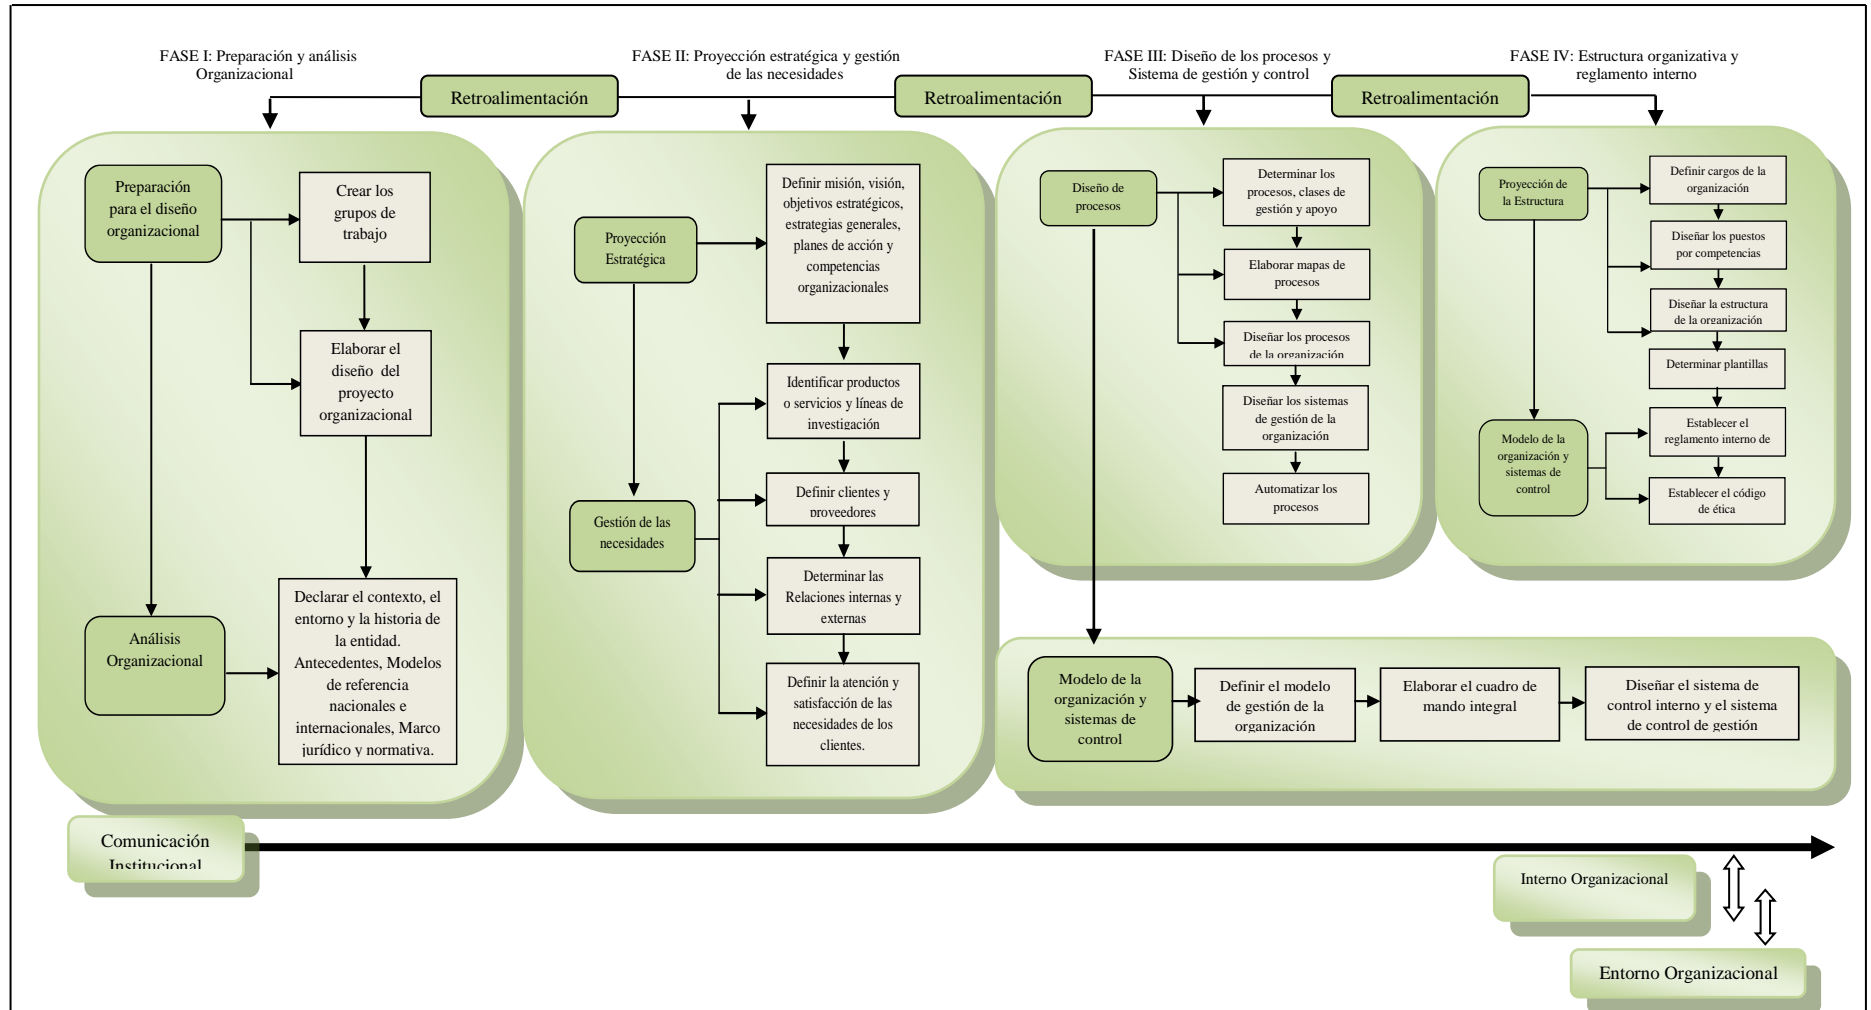 FASE I: Preparación y análisis
Organizacional
FASE II: Proyección estratégica y gestión
de las necesidades
FASE III: Diseño de los procesos y
Sistema de gestión y control
FASE IV: Estructura organizativa y
reglamento interno
Retroalimentación
Retroalimentación
Retroalimentación
Preparación
para el diseño
organizacional
Crear los
grupos de
trabajo
Elaborar el
diseño del
proyecto
organizacional
Análisis
Organizacional
Declarar el contexto, el
entorno y la historia de
la entidad.
Antecedentes, Modelos
de referencia
nacionales e
internacionales, Marco
jurídico y normativa.
Proyección
Estratégica
Definir misión, visión,
objetivos estratégicos,
estrategias generales,
planes de acción y
competencias
organizacionales
Identificar productos
o servicios y líneas de
investigación
Gestión de las
necesidades
Definir clientes y
proveedores
Determinar las
Relaciones internas y
externas
Definir la atención y
satisfacción de las
necesidades de los
clientes.
Diseño de
procesos
Determinar los
procesos, clases de
gestión y apoyo
Elaborar mapas de
procesos
Diseñar los procesos
de la organización
Diseñar los sistemas
de gestión de la
organización
Automatizar los
procesos
Proyección de
la Estructura
Definir cargos de la
organización
Diseñar los puestos
por competencias
Diseñar la estructura
de la organización
Determinar plantillas
Modelo de la
organización y
sistemas de
control
Establecer el
reglamento interno de
Establecer el código
de ética
Modelo de la
organización y
sistemas de
control
Definir el modelo
de gestión de la
organización
Elaborar el cuadro de
mando integral
Diseñar el sistema de
control interno y el sistema
de control de gestión
Comunicación
Institucional
Interno Organizacional
Entorno Organizacional